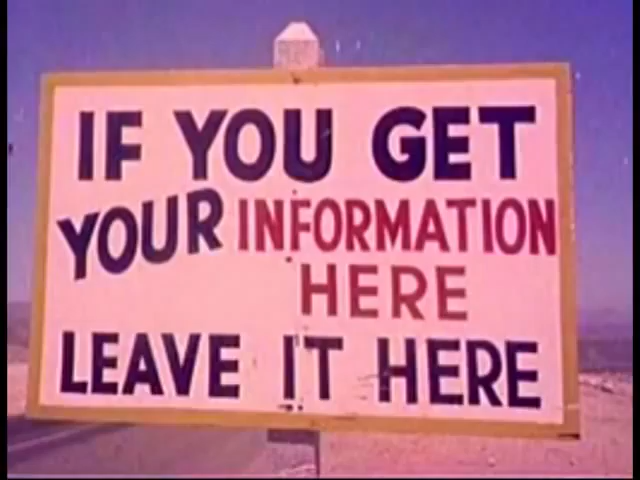 IF YOU GET
YOUR INFORMATION
HERE
LEAVE IT HERE